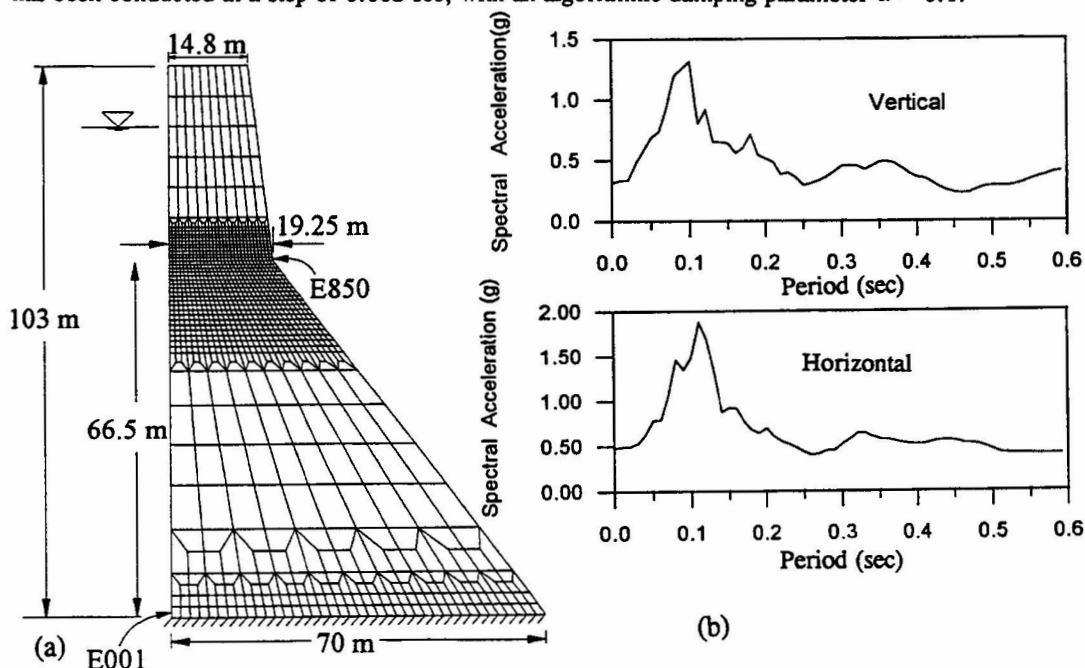 14.8 m
19.25 m
E850
103 m
66.5 m
(a)
E001
70 m
Spectral Acceleration(g)
1.5
1.0
0.5
0.0
Vertical
0.0 0.1 0.2 0.3 0.4 0.5 0.6
Period (sec)
Spectral Acceleration (g)
2.00
1.50
1.00
0.50
0.00
Horizontal
0.0 0.1 0.2 0.3 0.4 0.5 0.6
Period (sec)
(b)